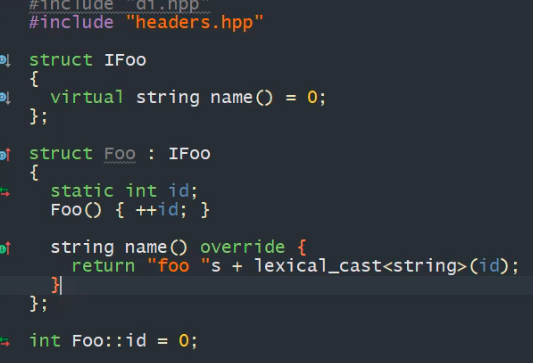 #include "di.hpp"
#include "headers.hpp"
struct IFoo
{
  virtual string name() = 0;
};
struct Foo : IFoo
{
  static int id;
  Foo() { ++id; }
  string name() override {
    return "foo "s + lexical_cast<string>(id);
  }
};
int Foo::id = 0;